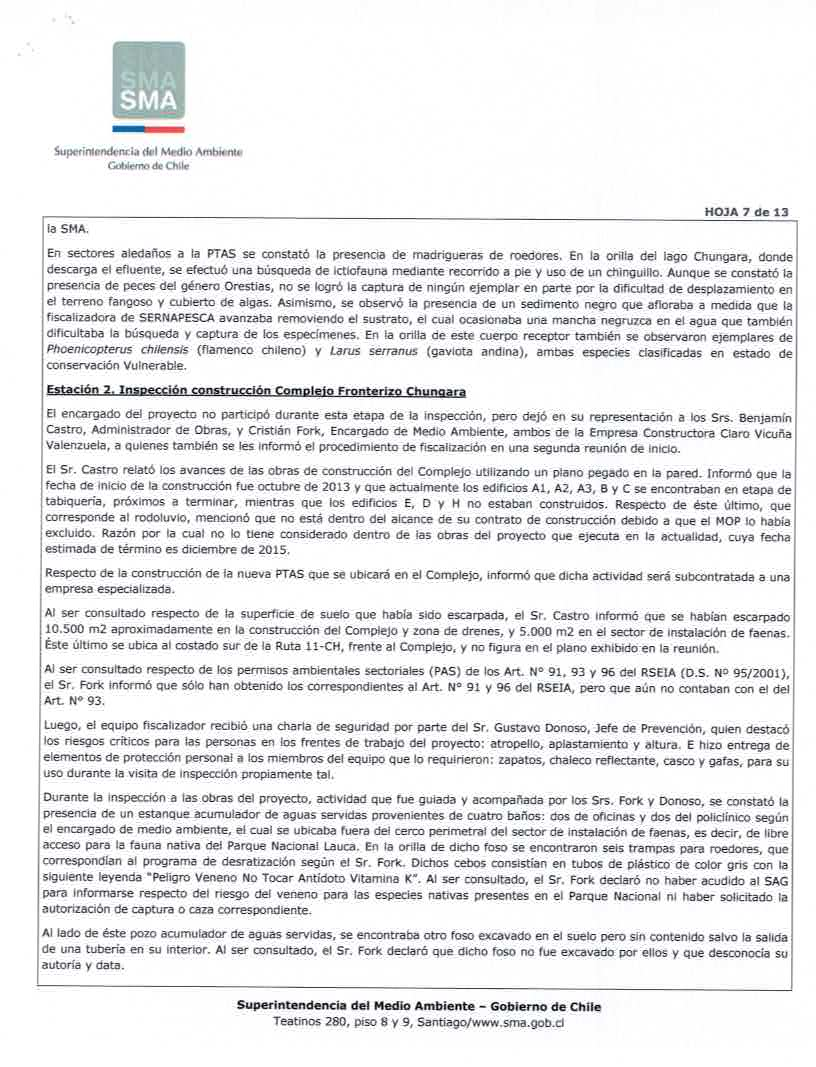 SMA
SMA
Superintendencia del Medio Ambiente
Gobierno de Chile
HOJA 7 de 13
la SMA.
En sectores aledaños a la PTAS se constató la presencia de madrigueras de roedores. En la orilla del lago Chungara, donde
descarga el efluente, se efectuó una búsqueda de ictiofauna mediante recorrido a pie y uso de un chinguillo. Aunque se constató la
presencia de peces del género Orestias, no se logró la captura de ningún ejemplar en parte por la dificultad de desplazamiento en
el terreno fangoso y cubierto de algas. Asimismo, se observó la presencia de un sedimento negro que afloraba a medida que la
fiscalizadora de SERNAPESCA avanzaba removiendo el sustrato, el cual ocasionaba una mancha negruzca en el agua que también
dificultaba la búsqueda y captura de los especímenes. En la orilla de este cuerpo receptor también se observaron ejemplares de
Phoenicopterus chilensis (flamenco chileno) y Larus serranus (gaviota andina), ambas especies clasificadas en estado de
conservación Vulnerable.
Estación 2. Inspección construcción Complejo Fronterizo Chungara
El encargado del proyecto no participó durante esta etapa de la inspección, pero dejó en su representación a los Srs. Benjamín
Castro, Administrador de Obras, y Cristián Fork, Encargado de Medio Ambiente, ambos de la Empresa Constructora Claro Vicuña
Valenzuela, a quienes también se les informó el procedimiento de fiscalización en una segunda reunión de inicio.
El Sr. Castro relató los avances de las obras de construcción del Complejo utilizando un plano pegado en la pared. Informó que la
fecha de inicio de la construcción fue octubre de 2013 y que actualmente los edificios A1, A2, A3, B y C se encontraban en etapa de
tabiquería, próximos a terminar, mientras que los edificios E, D y H no estaban construidos. Respecto de éste último, que
corresponde al rodoluvio, mencionó que no está dentro del alcance de su contrato de construcción debido a que el MOP lo había
excluido. Razón por la cual no lo tiene considerado dentro de las obras del proyecto que ejecuta en la actualidad, cuya fecha
estimada de término es diciembre de 2015.
Respecto de la construcción de la nueva PTAS que se ubicará en el Complejo, informó que dicha actividad será subcontratada a una
empresa especializada.
Al ser consultado respecto de la superficie de suelo que había sido escarpada, el Sr. Castro informó que se habían escarpado
10.500 m2 aproximadamente en la construcción del Complejo y zona de drenes, y 5.000 m2 en el sector de instalación de faenas.
Éste último se ubica al costado sur de la Ruta 11-CH, frente al Complejo, y no figura en el plano exhibido en la reunión.
Al ser consultado respecto de los permisos ambientales sectoriales (PAS) de los Art. N° 91, 93 y 96 del RSEIA (D.S. Nº 95/2001),
el Sr. Fork informó que sólo han obtenido los correspondientes al Art. N° 91 y 96 del RSEIA, pero que aún no contaban con el del
Art. N° 93.
Luego, el equipo fiscalizador recibió una charla de seguridad por parte del Sr. Gustavo Donoso, Jefe de Prevención, quien destacó
los riesgos críticos para las personas en los frentes de trabajo del proyecto: atropello, aplastamiento y altura. E hizo entrega de
elementos de protección personal a los miembros del equipo que lo requirieron: zapatos, chaleco reflectante, casco y gafas, para su
uso durante la visita de inspección propiamente tal.
Durante la inspección a las obras del proyecto, actividad que fue guiada y acompañada por los Srs. Fork y Donoso, se constató la
presencia de un estanque acumulador de aguas servidas provenientes de cuatro baños: dos de oficinas y dos del policlínico según
el encargado de medio ambiente, el cual se ubicaba fuera del cerco perimetral del sector de instalación de faenas, es decir, de libre
acceso para la fauna nativa del Parque Nacional Lauca. En la orilla de dicho foso se encontraron seis trampas para roedores, que
correspondían al programa de desratización según el Sr. Fork. Dichos cebos consistían en tubos de plástico de color gris con la
siguiente leyenda "Peligro Veneno No Tocar Antídoto Vitamina K". Al ser consultado, el Sr. Fork declaró no haber acudido al SAG
para informarse respecto del riesgo del veneno para las especies nativas presentes en el Parque Nacional ni haber solicitado la
autorización de captura o caza correspondiente.
Al lado de éste pozo acumulador de aguas servidas, se encontraba otro foso excavado en el suelo pero sin contenido salvo la salida
de una tubería en su interior. Al ser consultado, el Sr. Fork declaró que dicho foso no fue excavado por ellos y que desconocía su
autoría y data.
Superintendencia del Medio Ambiente – Gobierno de Chile
Teatinos 280, piso 8 y 9, Santiago/www.sma.gob.cl